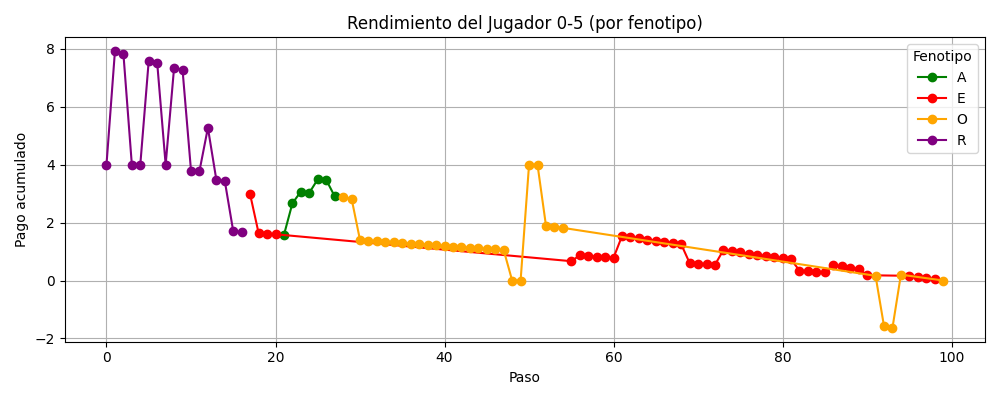 Rendimiento del Jugador 0-5 (por fenotipo)
Pago acumulado
8
6
4
2
0
−2
Fenotipo
A
E
O
R
0 20 40 60 80 100
Paso